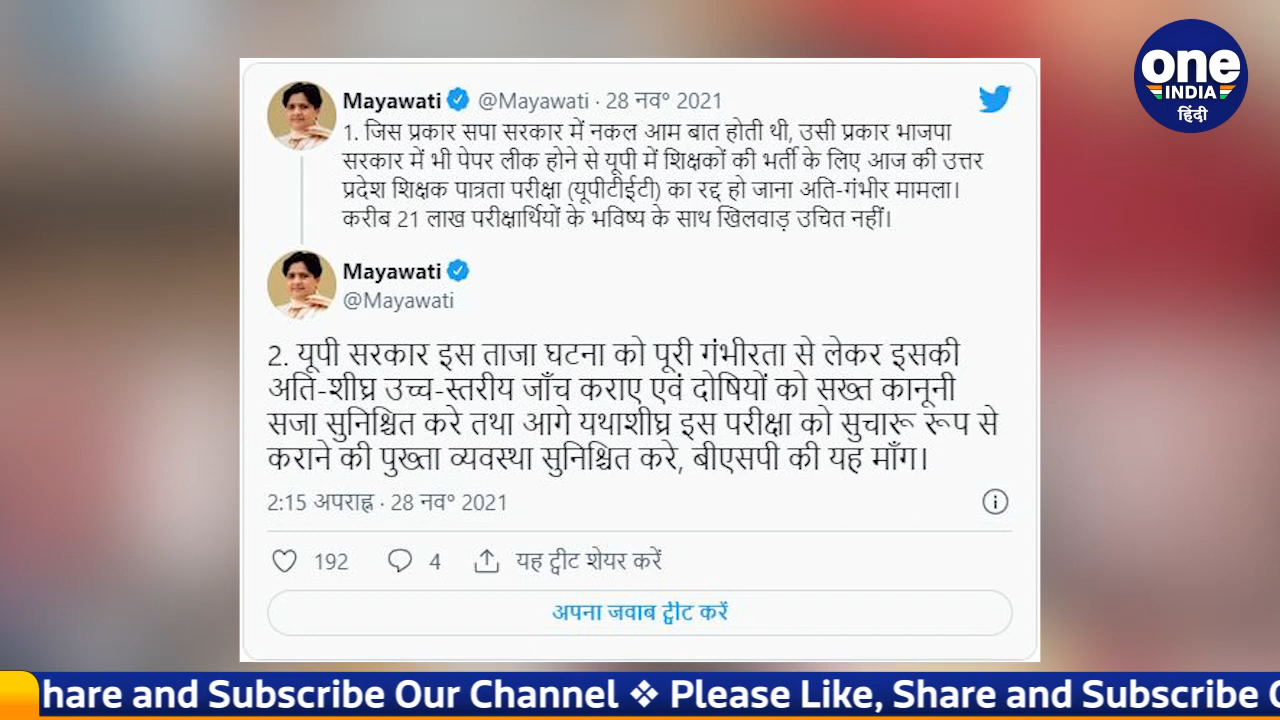 one
INDIA
हिंदी
Mayawati @Mayawati · 28 नव° 2021
1. जिस प्रकार सपा सरकार में नकल आम बात होती थी, उसी प्रकार भाजपा
सरकार में भी पेपर लीक होने से यूपी में शिक्षकों की भर्ती के लिए आज की उत्तर
प्रदेश शिक्षक पात्रता परीक्षा (यूपीटीईटी) का रद्द हो जाना अति-गंभीर मामला।
करीब 21 लाख परीक्षार्थियों के भविष्य के साथ खिलवाड़ उचित नहीं।
Mayawati
@Mayawati
2. यूपी सरकार इस ताजा घटना को पूरी गंभीरता से लेकर इसकी
अति-शीघ्र उच्च-स्तरीय जाँच कराए एवं दोषियों को सख्त कानूनी
सजा सुनिश्चित करे तथा आगे यथाशीघ्र इस परीक्षा को सुचारू रूप से
कराने की पुख्ता व्यवस्था सुनिश्चित करे, बीएसपी की यह माँग।
2:15 अपराह्न · 28 नव° 2021
192 4 यह ट्वीट शेयर करें
अपना जवाब ट्वीट करें
hare and Subscribe Our Channel ❖ Please Like, Share and Subscribe